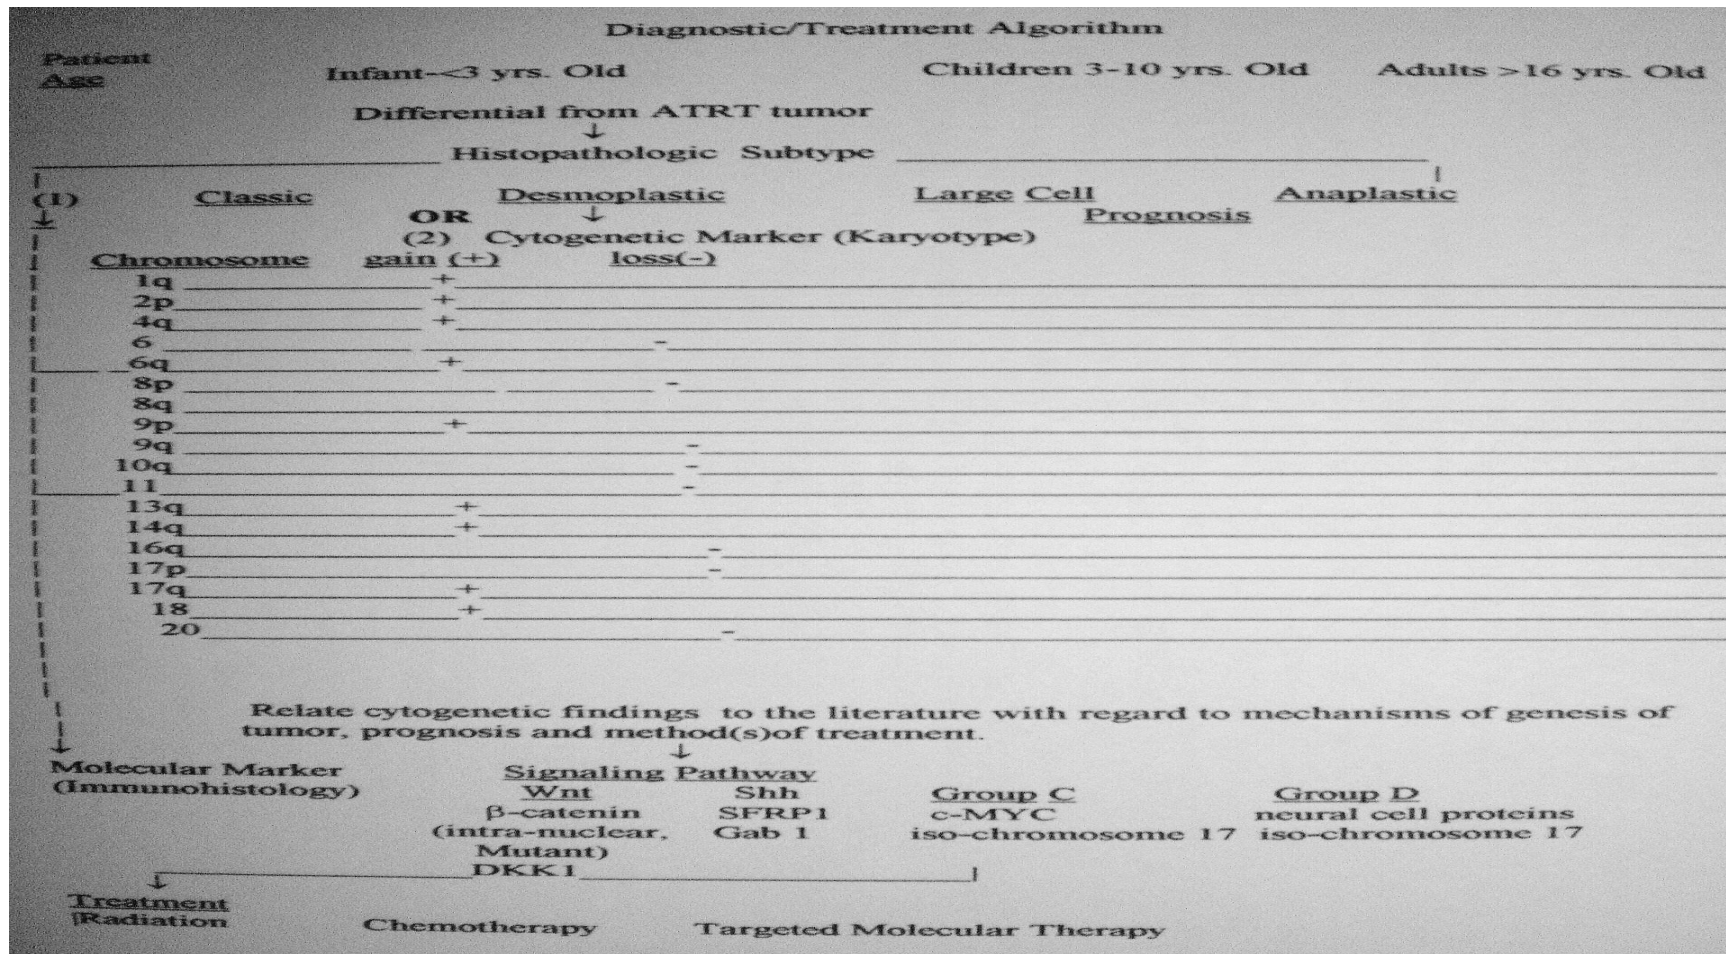 Diagnostic/Treatment Algorithm
Patient
Age Infant-<3 yrs. Old Children 3-10 yrs. Old Adults >16 yrs. Old
Differential from ATRT tumor
↓
Histopathologic Subtype
(1) Classic Desmoplastic Large Cell Anaplastic
OR ↓ Prognosis
(2) Cytogenetic Marker (Karyotype)
Chromosome gain (+) loss(-)
1q +
2p +
4q +
6 -
6q +
8p -
8q
9p +
9q -
10q -
11 -
13q +
14q +
16q -
17p -
17q +
18 +
20 -
Relate cytogenetic findings to the literature with regard to mechanisms of genesis of
tumor, prognosis and method(s)of treatment.
↓
Molecular Marker Signaling Pathway
(Immunohistology) Wnt Shh Group C Group D
β-catenin SFRP1 c-MYC neural cell proteins
(intra-nuclear, Gab 1 iso-chromosome 17 iso-chromosome 17
Mutant)
DKK1
Treatment
Radiation Chemotherapy Targeted Molecular Therapy